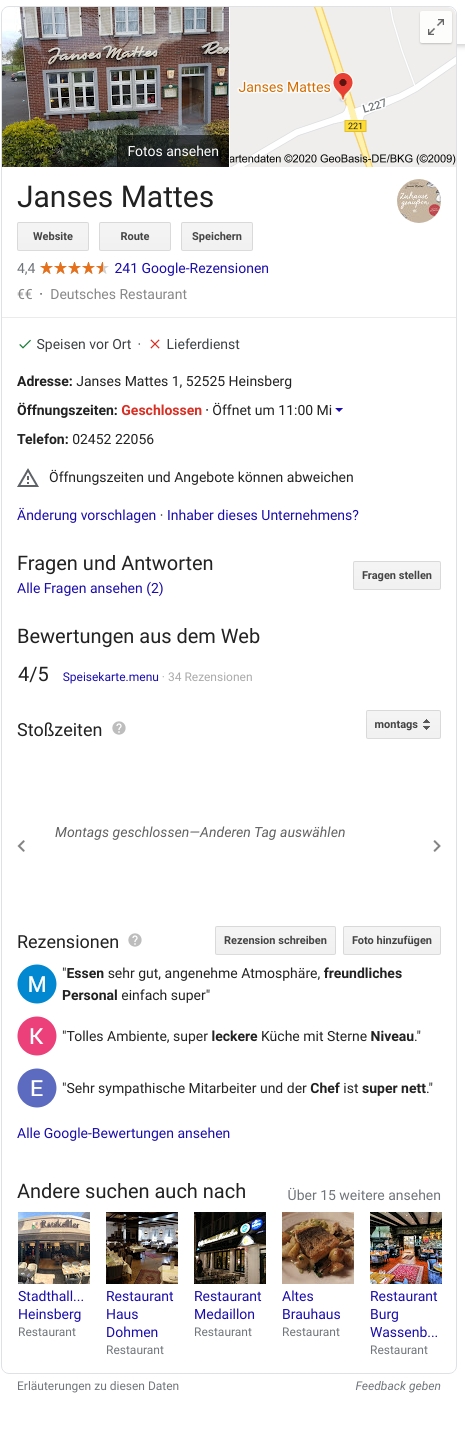 Janses Mattes
Re
Fotos ansehen
Janses Mattes
L227
221
artendaten ©2020 GeoBasis-DE/BKG (©2009)
Janses Mattes
Zuhause
genießen
Website
Route
Speichern
4,4
241 Google-Rezensionen
€€ · Deutsches Restaurant
Speisen vor Ort · Lieferdienst
Adresse: Janses Mattes 1, 52525 Heinsberg
Öffnungszeiten: Geschlossen · Öffnet um 11:00 Mi
Telefon: 02452 22056
Öffnungszeiten und Angebote können abweichen
Änderung vorschlagen · Inhaber dieses Unternehmens?
Fragen und Antworten
Alle Fragen ansehen (2)
Fragen stellen
Bewertungen aus dem Web
4/5 Speisekarte.menu · 34 Rezensionen
Stoßzeiten ?
montags
Montags geschlossen—Anderen Tag auswählen
Rezensionen ?
Rezension schreiben
Foto hinzufügen
M
"Essen sehr gut, angenehme Atmosphäre, freundliches
Personal einfach super"
K
"Tolles Ambiente, super leckere Küche mit Sterne Niveau."
E
"Sehr sympathische Mitarbeiter und der Chef ist super nett."
Alle Google-Bewertungen ansehen
Andere suchen auch nach
Über 15 weitere ansehen
Stadthall...
Heinsberg
Restaurant
Restaurant
Haus
Dohmen
Restaurant
Restaurant
Medaillon
Restaurant
Altes
Brauhaus
Restaurant
Restaurant
Burg
Wassenb...
Restaurant
Erläuterungen zu diesen Daten
Feedback geben